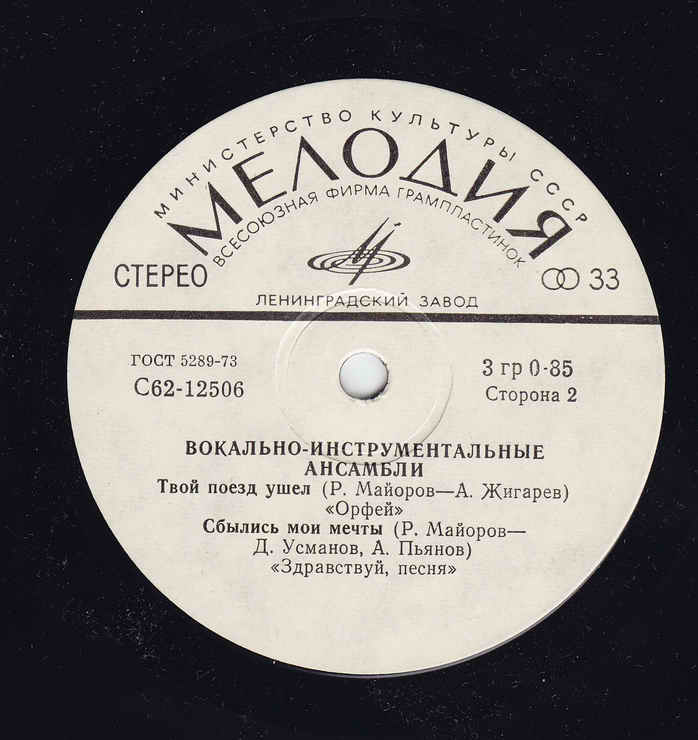 МИНИСТЕРСТВО КУЛЬТУРЫ СССР
МЕЛОДИЯ
ВСЕСОЮЗНАЯ ФИРМА ГРАМПЛАСТИНОК
СТЕРЕО
33
ЛЕНИНГРАДСКИЙ ЗАВОД
ГОСТ 5289-73
С62-12506
3 гр 0-85
Сторона 2
ВОКАЛЬНО-ИНСТРУМЕНТАЛЬНЫЕ
АНСАМБЛИ
Твой поезд ушел (Р. Майоров—А. Жигарев)
«Орфей»
Сбылись мои мечты (Р. Майоров—
Д. Усманов, А. Пьянов)
«Здравствуй, песня»